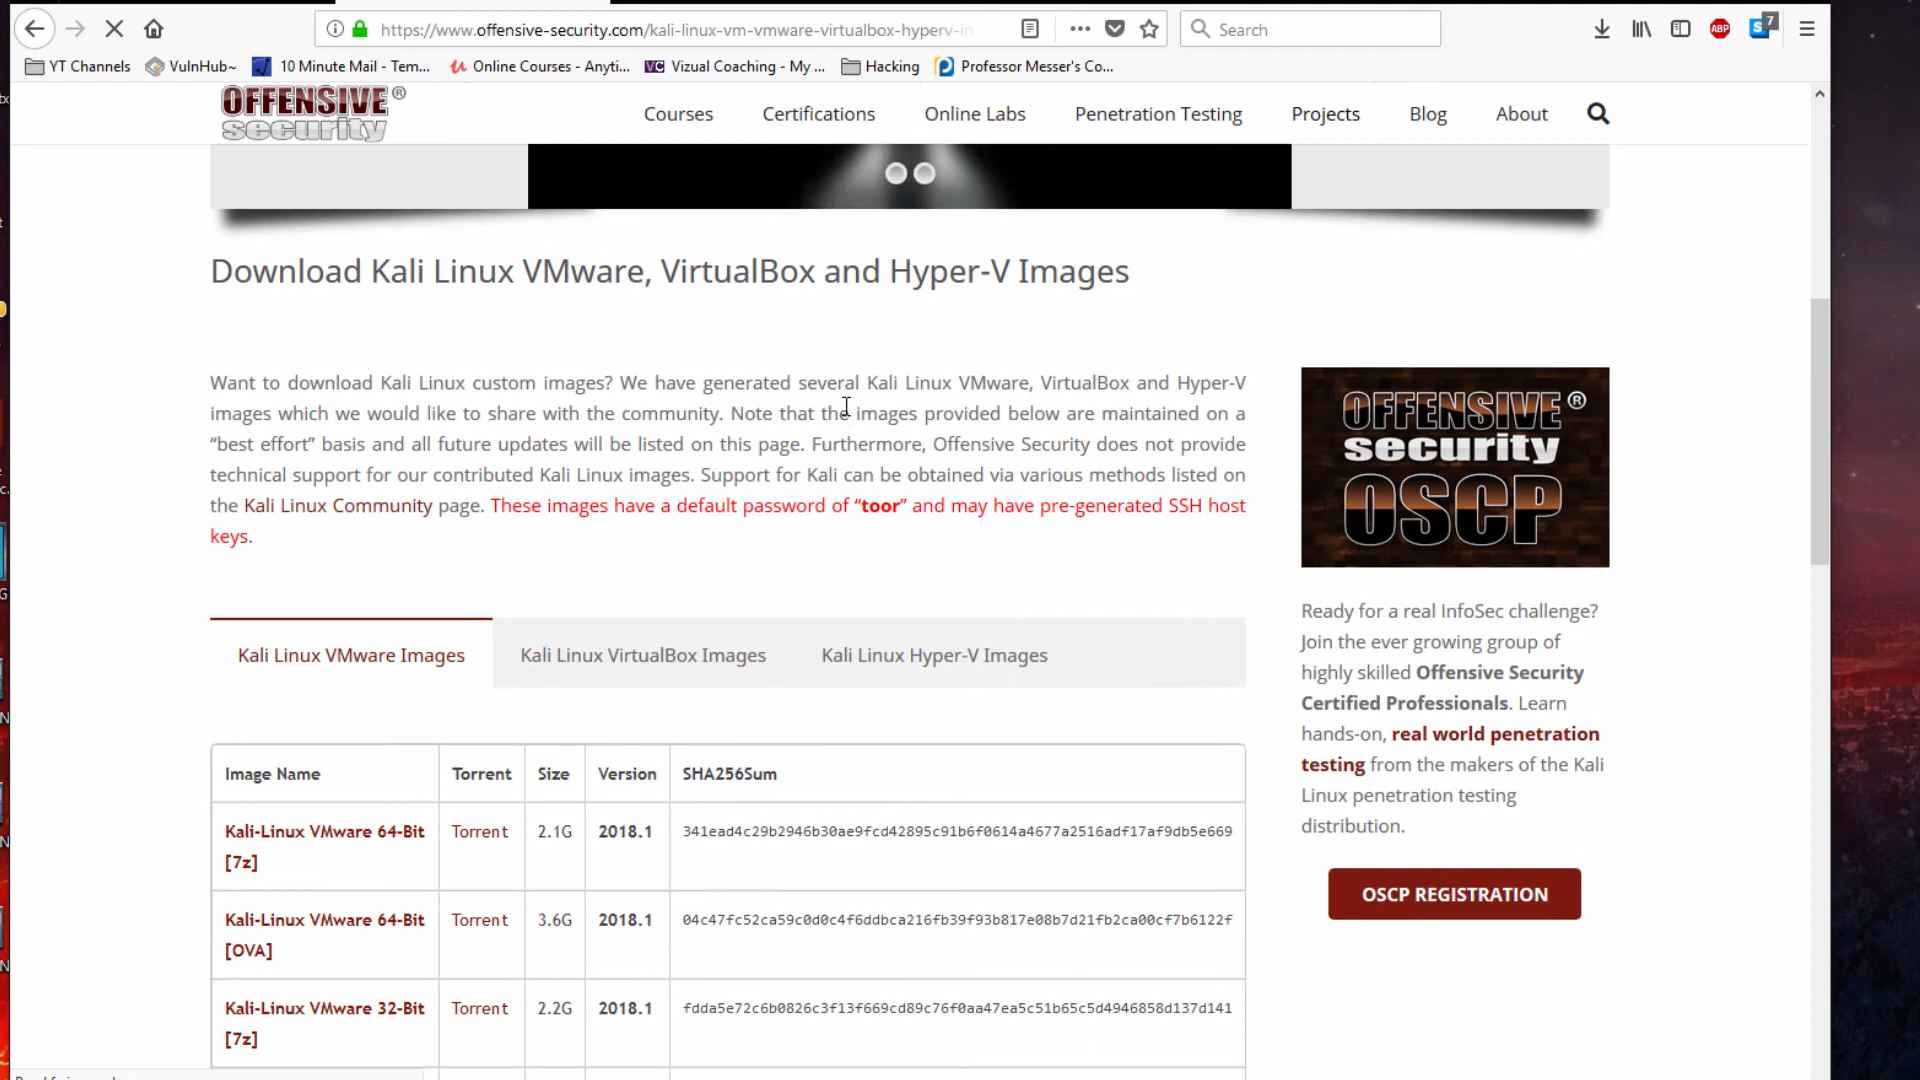 https://www.offensive-security.com/kali-linux-vm-vmware-virtualbox-hyperv-in
Search
ABP
S
7
YT Channels
VulnHub~
10 Minute Mail - Tem...
Online Courses - Anyti...
VC Vizual Coaching - My ...
Hacking
Professor Messer's Co...
OFFENSIVE®
security
Courses
Certifications
Online Labs
Penetration Testing
Projects
Blog
About
Download Kali Linux VMware, VirtualBox and Hyper-V Images
Want to download Kali Linux custom images? We have generated several Kali Linux VMware, VirtualBox and Hyper-V
images which we would like to share with the community. Note that the images provided below are maintained on a
“best effort” basis and all future updates will be listed on this page. Furthermore, Offensive Security does not provide
technical support for our contributed Kali Linux images. Support for Kali can be obtained via various methods listed on
the Kali Linux Community page. These images have a default password of “toor” and may have pre-generated SSH host
keys.
OFFENSIVE®
security
OSCP
Ready for a real InfoSec challenge?
Join the ever growing group of
highly skilled Offensive Security
Certified Professionals. Learn
hands-on, real world penetration
testing from the makers of the Kali
Linux penetration testing
distribution.
OSCP REGISTRATION
Kali Linux VMware Images
Kali Linux VirtualBox Images
Kali Linux Hyper-V Images
Image Name Torrent Size Version SHA256Sum
Kali-Linux VMware 64-Bit Torrent 2.1G 2018.1 341ead4c29b2946b30ae9fcd42895c91b6f0614a4677a2516adf17af9db5e669
[7z]
Kali-Linux VMware 64-Bit Torrent 3.6G 2018.1 04c47fc52ca59c0d0c4f6ddbca216fb39f93b817e08b7d21fb2ca00cf7b6122f
[OVA]
Kali-Linux VMware 32-Bit Torrent 2.2G 2018.1 fdda5e72c6b0826c3f13f669cd89c76f0aa47ea5c51b65c5d4946858d137d141
[7z]